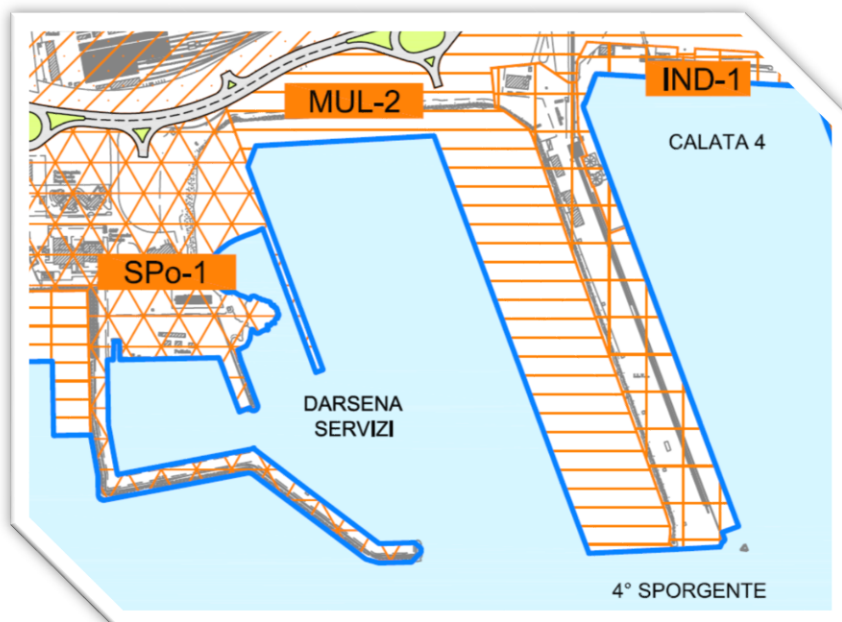 IND-1
MUL-2
CALATA 4
SPo-1
DARSENA
SERVIZI
4° SPORGENTE